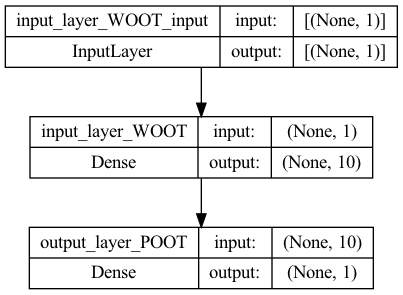 input_layer_WOOT_input input: [(None, 1)]
InputLayer output: [(None, 1)]
input_layer_WOOT input: (None, 1)
Dense output: (None, 10)
output_layer_POOT input: (None, 10)
Dense output: (None, 1)